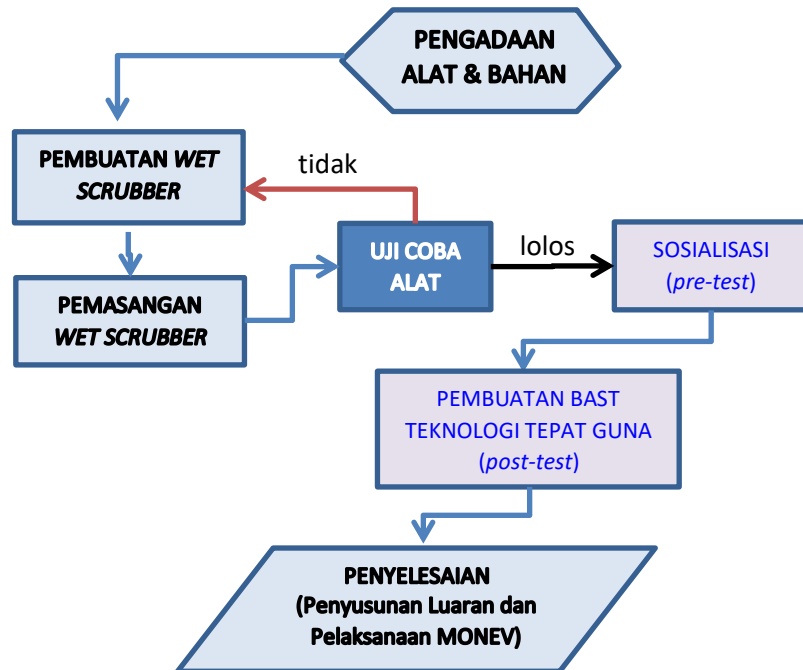 PENGADAAN
ALAT & BAHAN
PEMBUATAN WET
SCRUBBER
tidak
PEMASANGAN
WET SCRUBBER
UJI COBA
ALAT
lolos
SOSIALISASI
(pre-test)
PEMBUATAN BAST
TEKNOLOGI TEPAT GUNA
(post-test)
PENYELESAIAN
(Penyusunan Luaran dan
Pelaksanaan MONEV)